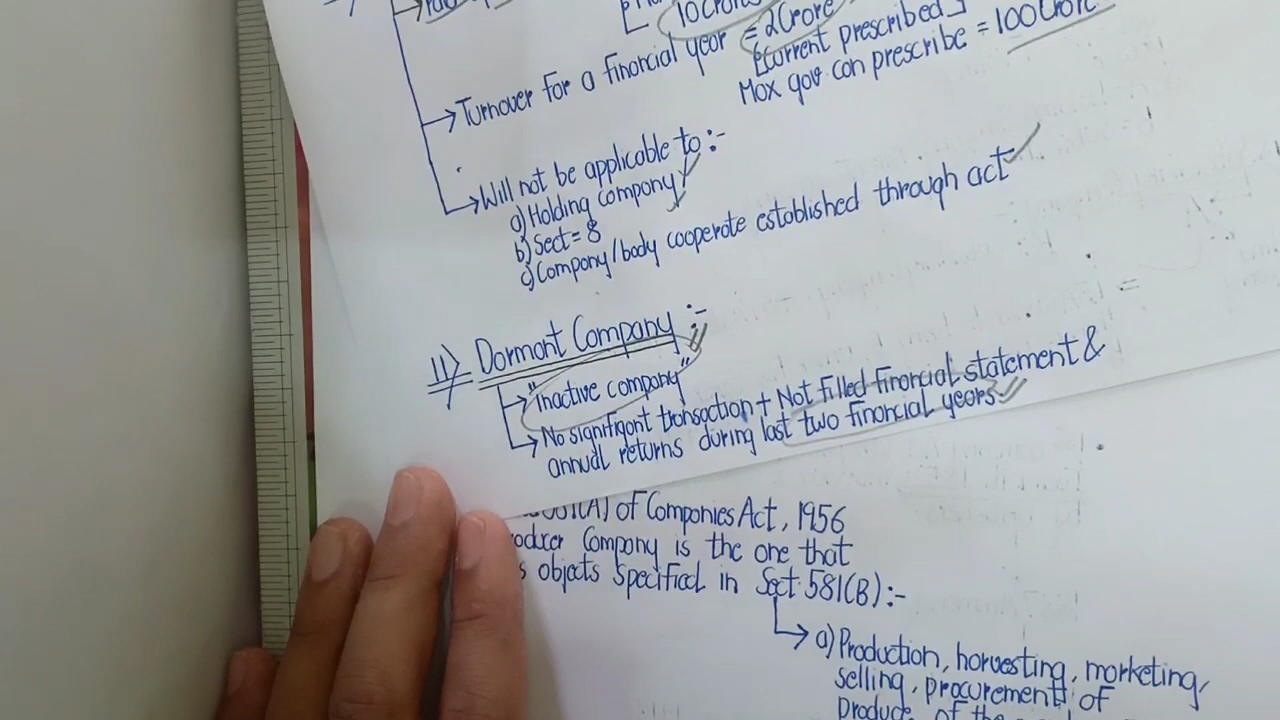 10 Crore
Turnover for a financial year = 2 Crore
[Current prescribed]
Max gov can prescribe = 100 Crore
Will not be applicable to :-
a) Holding company
b) Sect = 8
c) Company/body cooperate established through act
11) Dormant Company :-
"Inactive company"
No signifiqant transaction + Not filled financial statement &
annual returns during last two financial years
of Companies Act, 1956
Company is the one that
objects specified in Sect 581(B) :-
a) Production, harvesting, marketing,
selling, procurement of